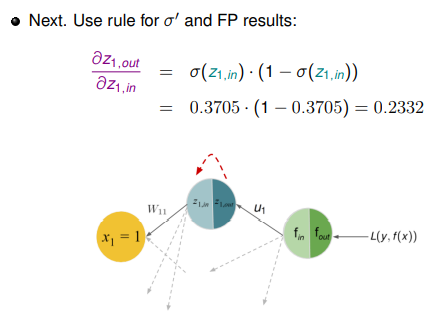 Next. Use rule for σ′ and FP results:
∂z1,out / ∂z1,in = σ(z1,in) · (1 − σ(z1,in))
= 0.3705 · (1 − 0.3705) = 0.2332
W11 z1,in z1,out u1
x1 = 1 fin fout L(y, f(x))